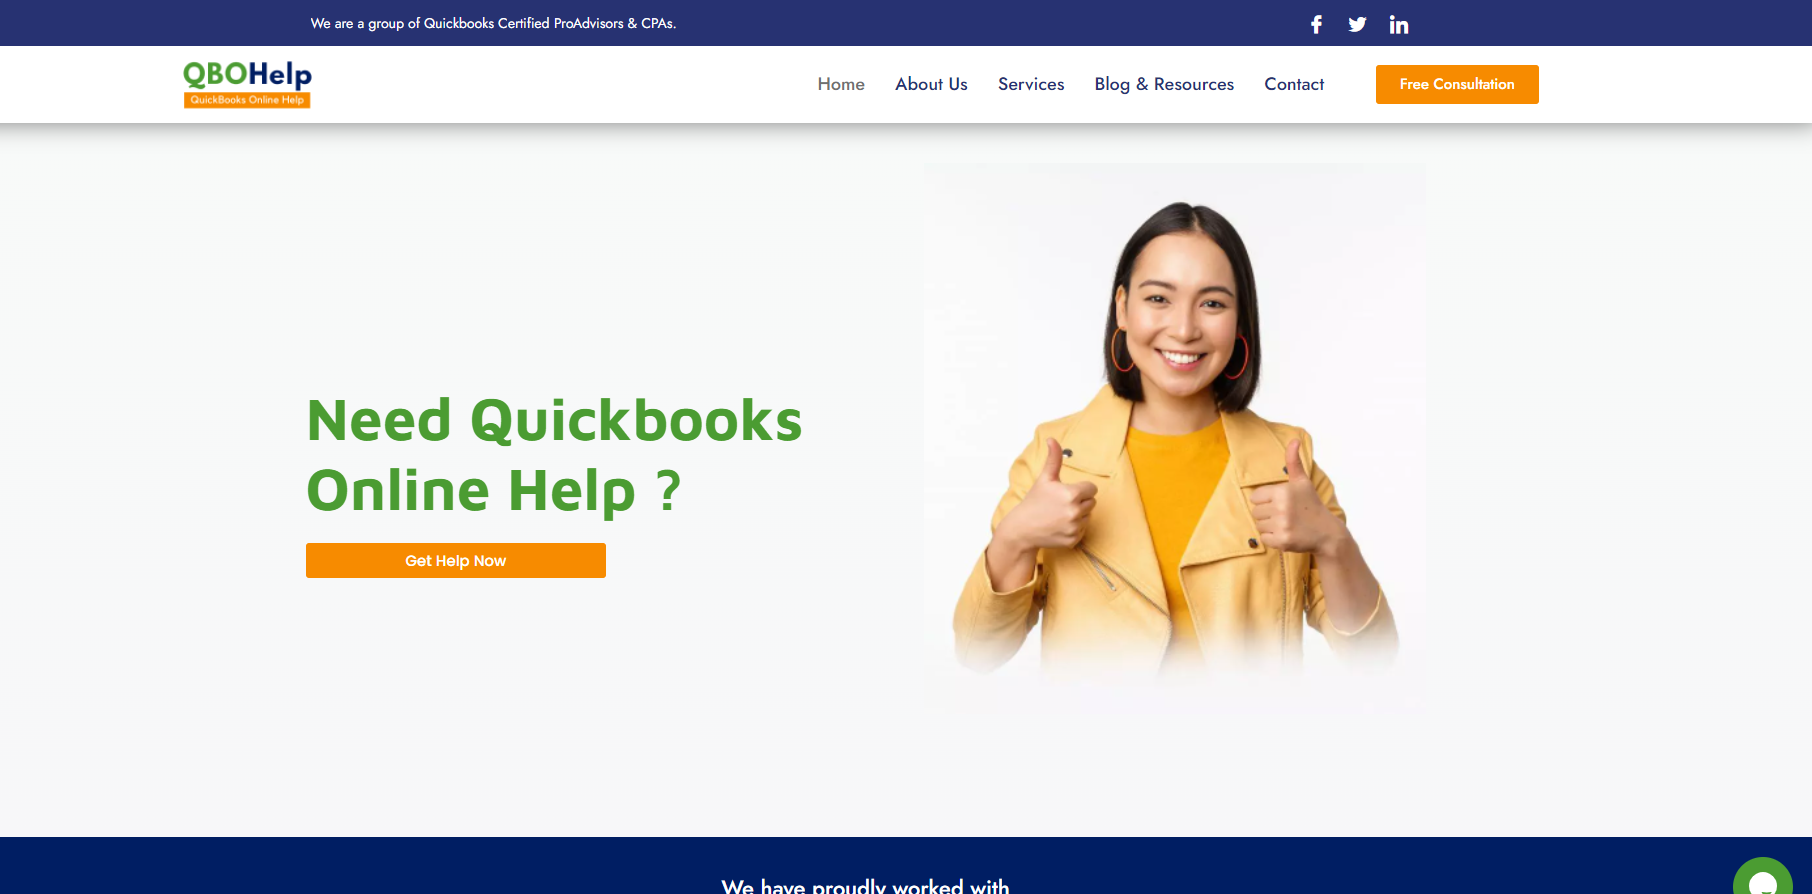 We are a group of Quickbooks Certified ProAdvisors & CPAs.
QBOHelp
QuickBooks Online Help
Home
About Us
Services
Blog & Resources
Contact
Free Consultation
Need Quickbooks
Online Help ?
Get Help Now
We have proudly worked with